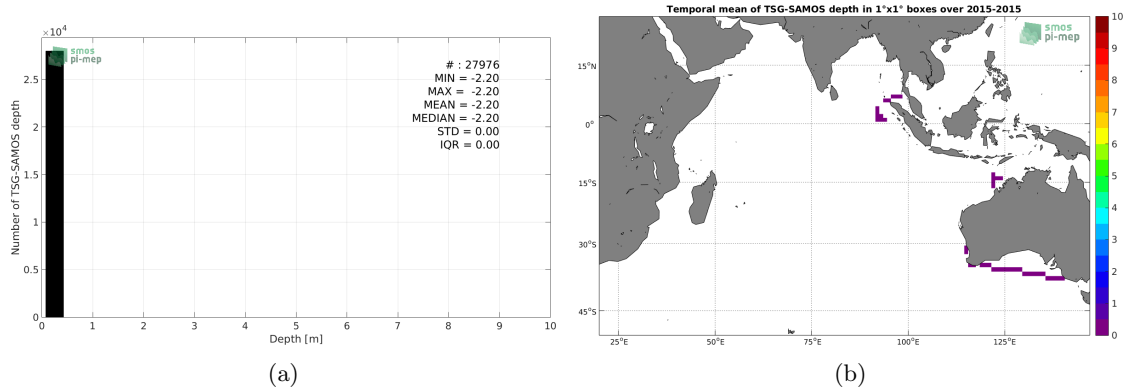 ×10⁴
smos
pi-mep
# : 27976
MIN = -2.20
MAX = -2.20
MEAN = -2.20
MEDIAN = -2.20
STD = 0.00
IQR = 0.00
Number of TSG-SAMOS depth
2.5
2
1.5
1
0.5
0
0 1 2 3 4 5 6 7 8 9 10
Depth [m]
(a)
Temporal mean of TSG-SAMOS depth in 1°x1° boxes over 2015-2015
smos
pi-mep
15°N
0°
15°S
30°S
45°S
25°E 50°E 75°E 100°E 125°E
10
9
8
7
6
5
4
3
2
1
0
(b)